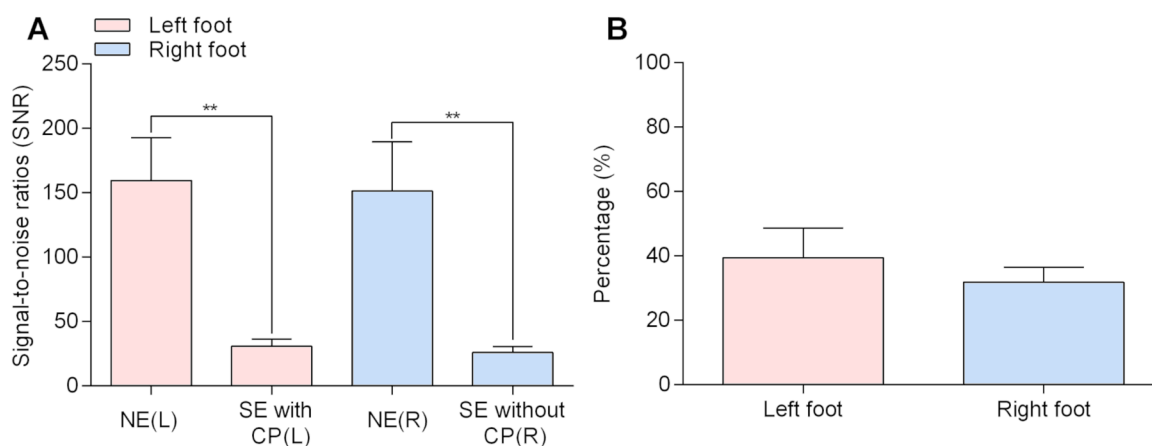 A
Left foot
Right foot
Signal-to-noise ratios (SNR)
250
200
150
100
50
0
**
**
NE(L)
SE with
CP(L)
NE(R)
SE without
CP(R)
B
Percentage (%)
100
80
60
40
20
0
Left foot
Right foot